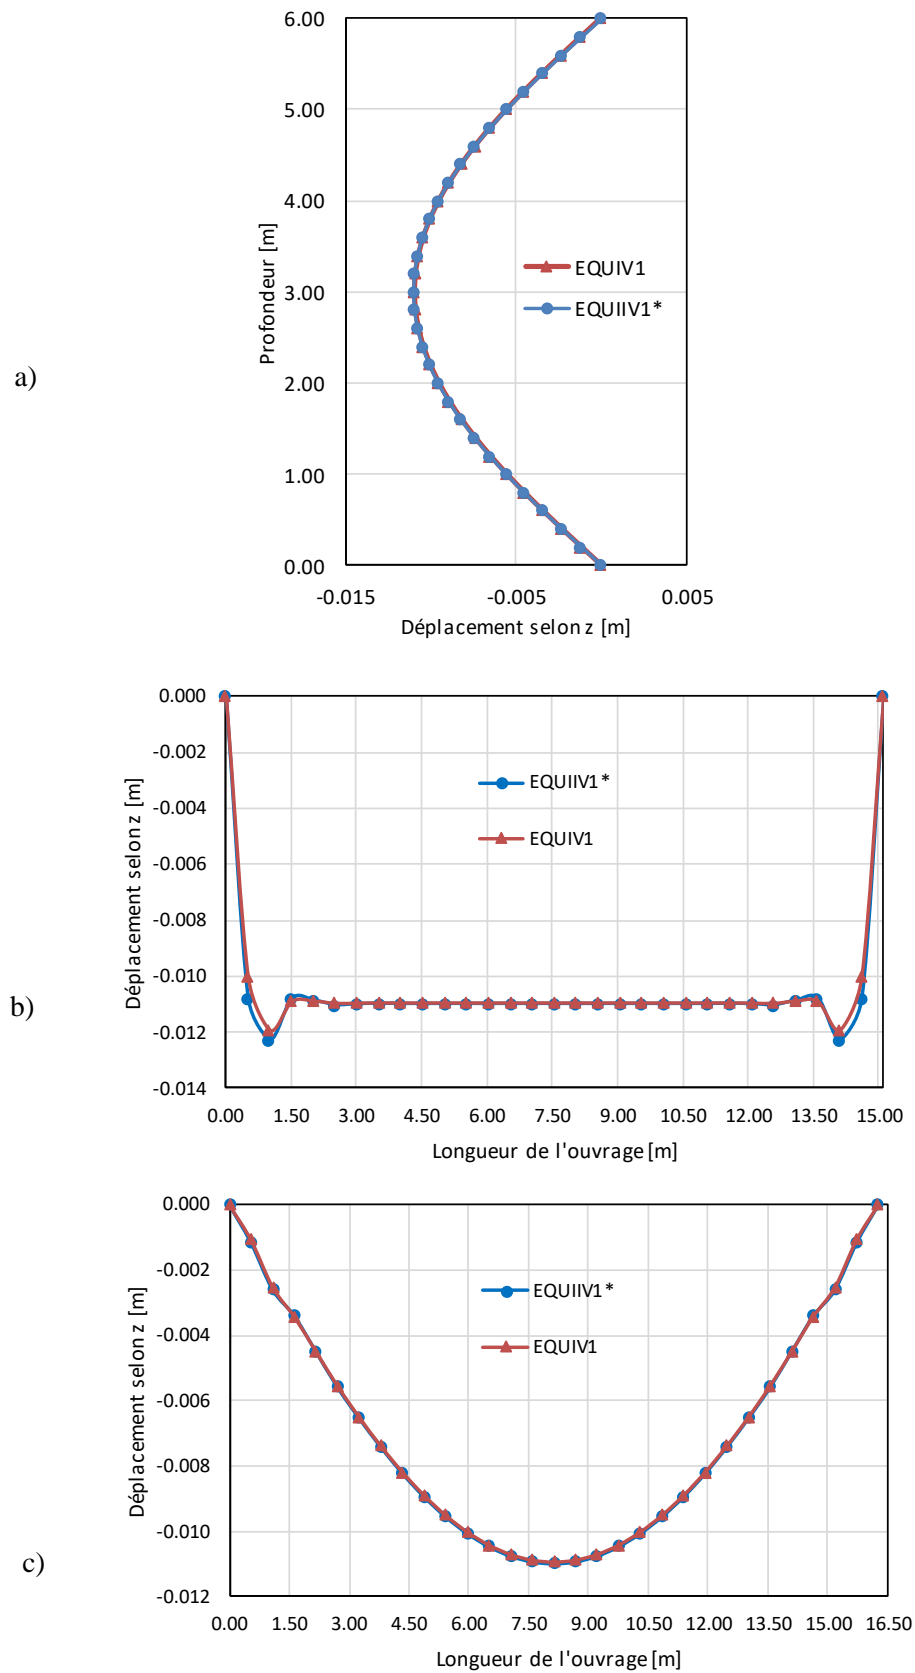 6.00
5.00
4.00
3.00
2.00
1.00
0.00
Profondeur [m]
EQUIV1
EQUIIV1*
a)
-0.015 -0.005 0.005
Déplacement selon z [m]
0.000
-0.002
-0.004
-0.006
-0.008
-0.010
-0.012
-0.014
Déplacement selon z [m]
EQUIIV1*
EQUIV1
b)
0.00 1.50 3.00 4.50 6.00 7.50 9.00 10.50 12.00 13.50 15.00
Longueur de l'ouvrage [m]
0.000
-0.002
-0.004
-0.006
-0.008
-0.010
-0.012
Déplacement selon z [m]
EQUIIV1*
EQUIV1
c)
0.00 1.50 3.00 4.50 6.00 7.50 9.00 10.50 12.00 13.50 15.00 16.50
Longueur de l'ouvrage [m]